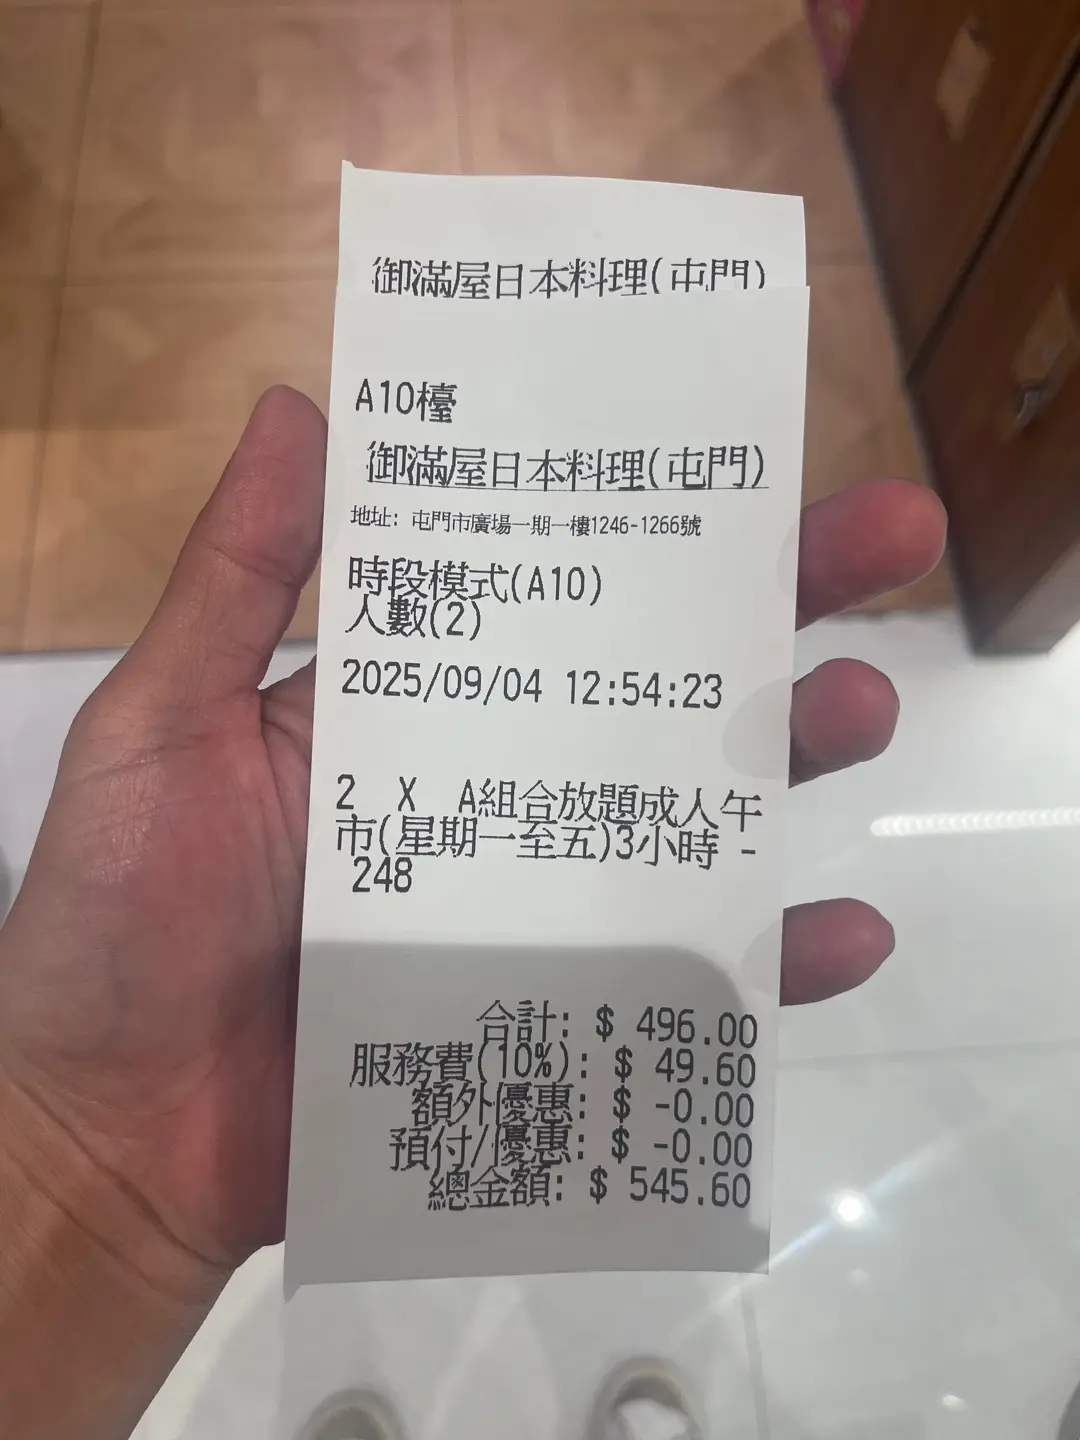 御滿屋日本料理(屯門)
A10檯
御滿屋日本料理(屯門)
地址: 屯門市廣場一期一樓1246-1266號
時段模式(A10)
人數(2)
2025/09/04 12:54:23
2 X A組合放題成人午
市(星期一至五)3小時 -
248
合計: $ 496.00
服務費(10%): $ 49.60
額外優惠: $ -0.00
預付/優惠: $ -0.00
總金額: $ 545.60